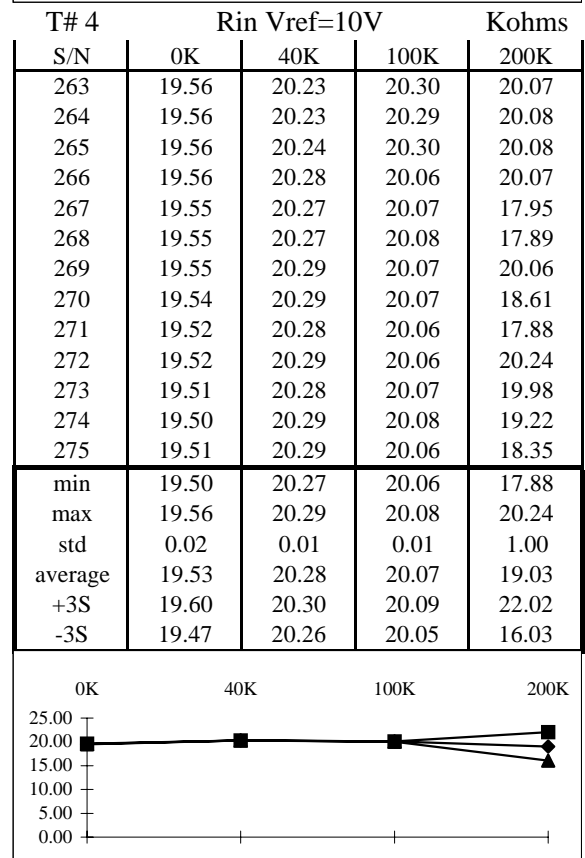 T# 4 Rin Vref=10V Kohms
S/N 0K 40K 100K 200K
263 19.56 20.23 20.30 20.07
264 19.56 20.23 20.29 20.08
265 19.56 20.24 20.30 20.08
266 19.56 20.28 20.06 20.07
267 19.55 20.27 20.07 17.95
268 19.55 20.27 20.08 17.89
269 19.55 20.29 20.07 20.06
270 19.54 20.29 20.07 18.61
271 19.52 20.28 20.06 17.88
272 19.52 20.29 20.06 20.24
273 19.51 20.28 20.07 19.98
274 19.50 20.29 20.08 19.22
275 19.51 20.29 20.06 18.35
min 19.50 20.27 20.06 17.88
max 19.56 20.29 20.08 20.24
std 0.02 0.01 0.01 1.00
average 19.53 20.28 20.07 19.03
+3S 19.60 20.30 20.09 22.02
-3S 19.47 20.26 20.05 16.03
0K 40K 100K 200K
25.00
20.00
15.00
10.00
5.00
0.00